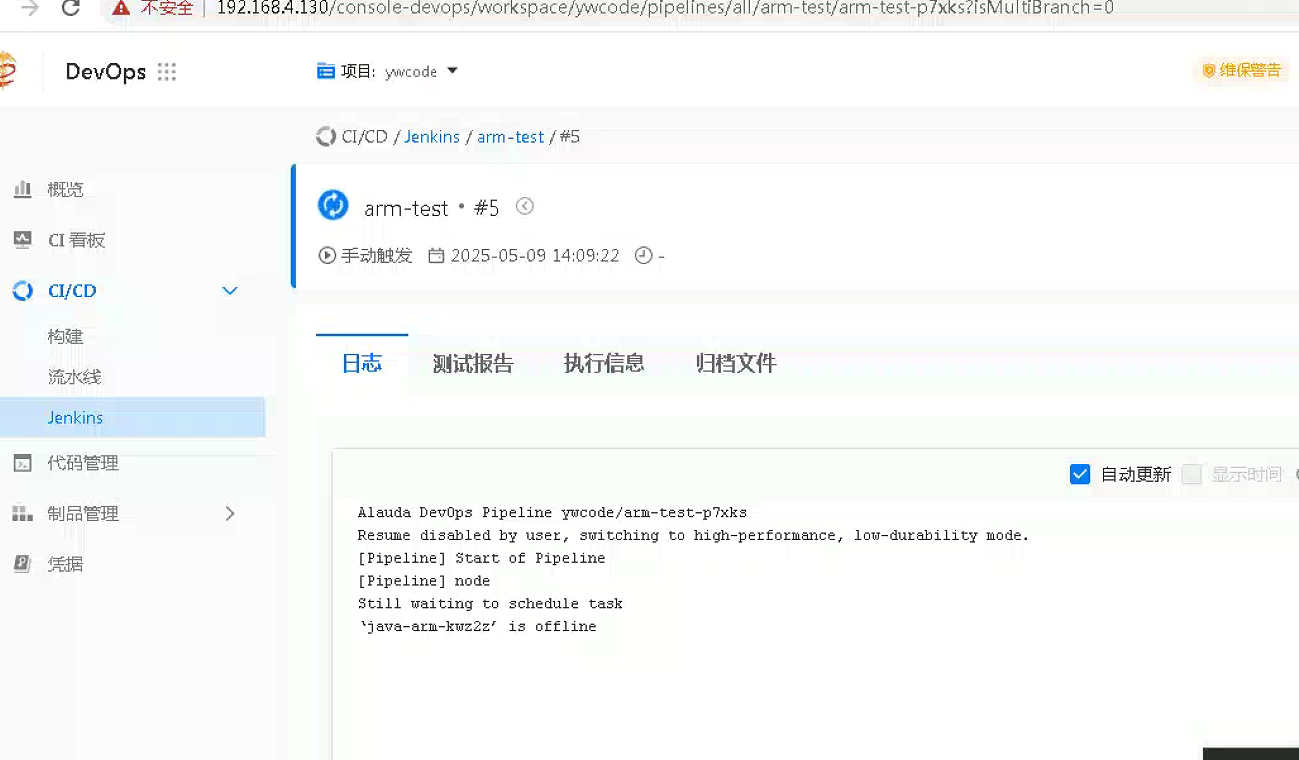 不安全 192.168.4.130/console-devops/workspace/ywcode/pipelines/all/arm-test/arm-test-p7xks?isMultiBranch=0
DevOps 项目: ywcode 维保警告
CI/CD / Jenkins / arm-test / #5
概览
arm-test • #5
CI 看板
手动触发 2025-05-09 14:09:22 -
CI/CD
构建
日志 测试报告 执行信息 归档文件
流水线
Jenkins
代码管理
自动更新 显示时间
制品管理
凭据
Alauda DevOps Pipeline ywcode/arm-test-p7xks
Resume disabled by user, switching to high-performance, low-durability mode.
[Pipeline] Start of Pipeline
[Pipeline] node
Still waiting to schedule task
‘java-arm-kwz2z’ is offline